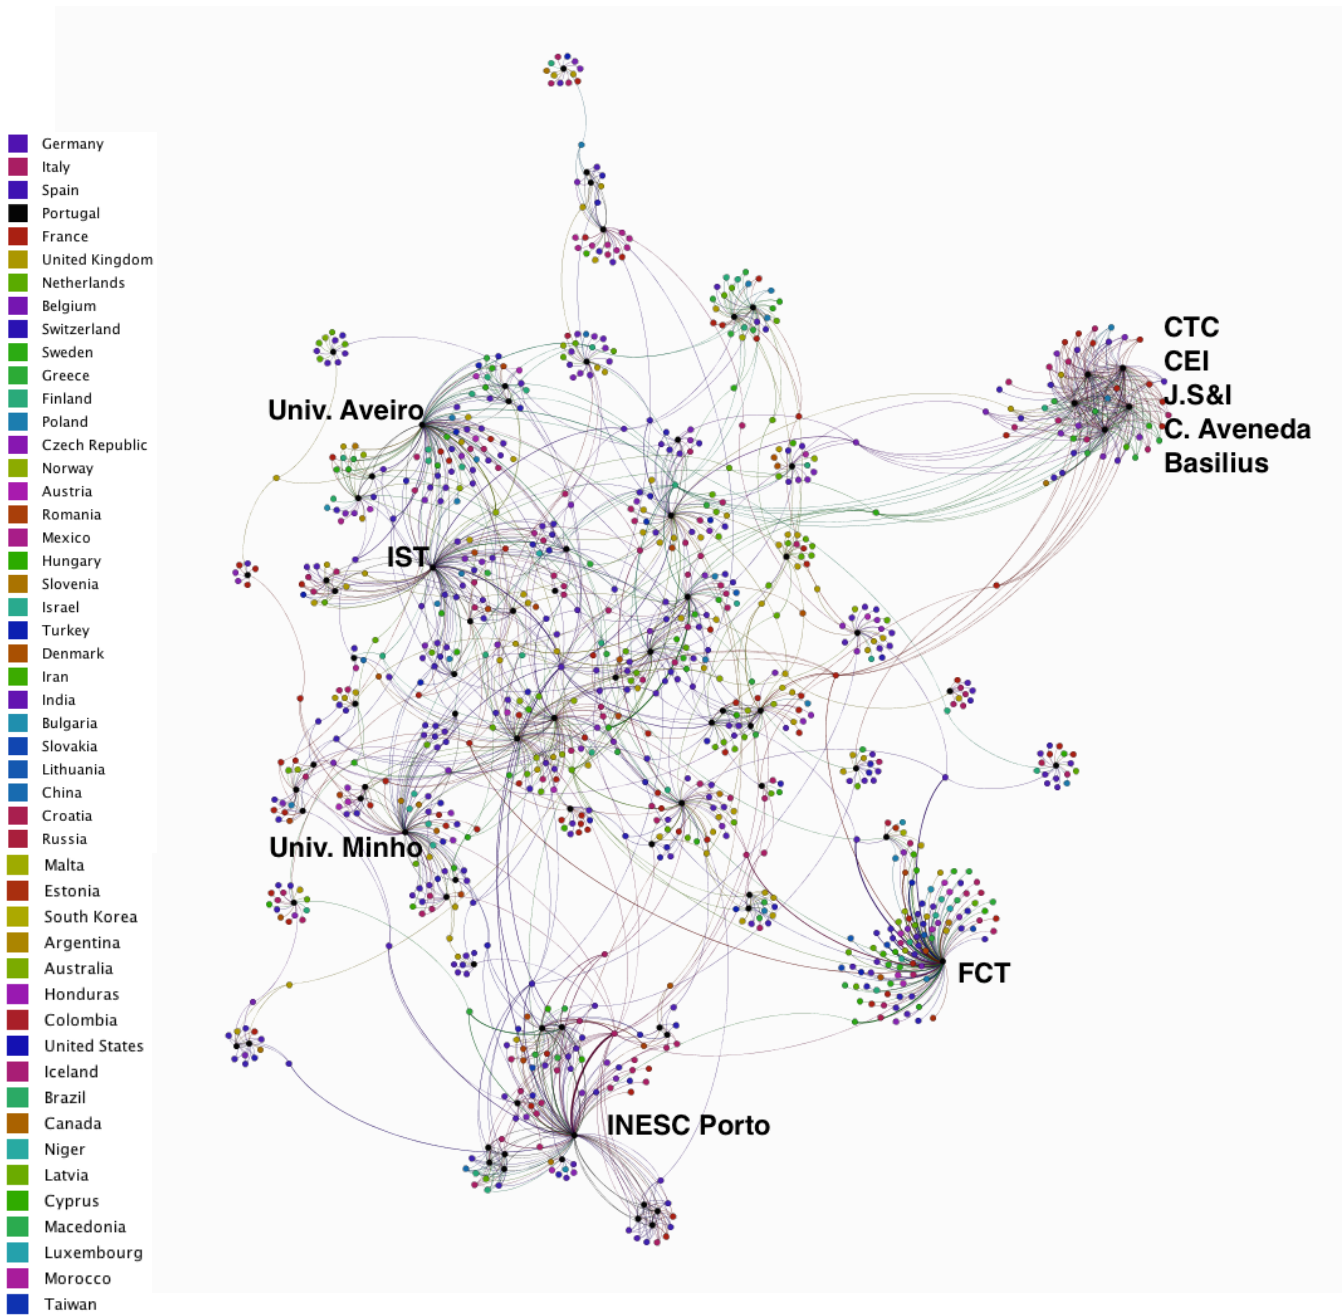 Germany
Italy
Spain
Portugal
France
United Kingdom
Netherlands
Belgium
Switzerland
Sweden
Greece
Finland
Poland
Czech Republic
Norway
Austria
Romania
Mexico
Hungary
Slovenia
Israel
Turkey
Denmark
Iran
India
Bulgaria
Slovakia
Lithuania
China
Croatia
Russia
Malta
Estonia
South Korea
Argentina
Australia
Honduras
Colombia
United States
Iceland
Brazil
Canada
Niger
Latvia
Cyprus
Macedonia
Luxembourg
Morocco
Taiwan
CTC
CEI
J.S&I
C. Aveneda
Basilius
Univ. Aveiro
IST
Univ. Minho
FCT
INESC Porto